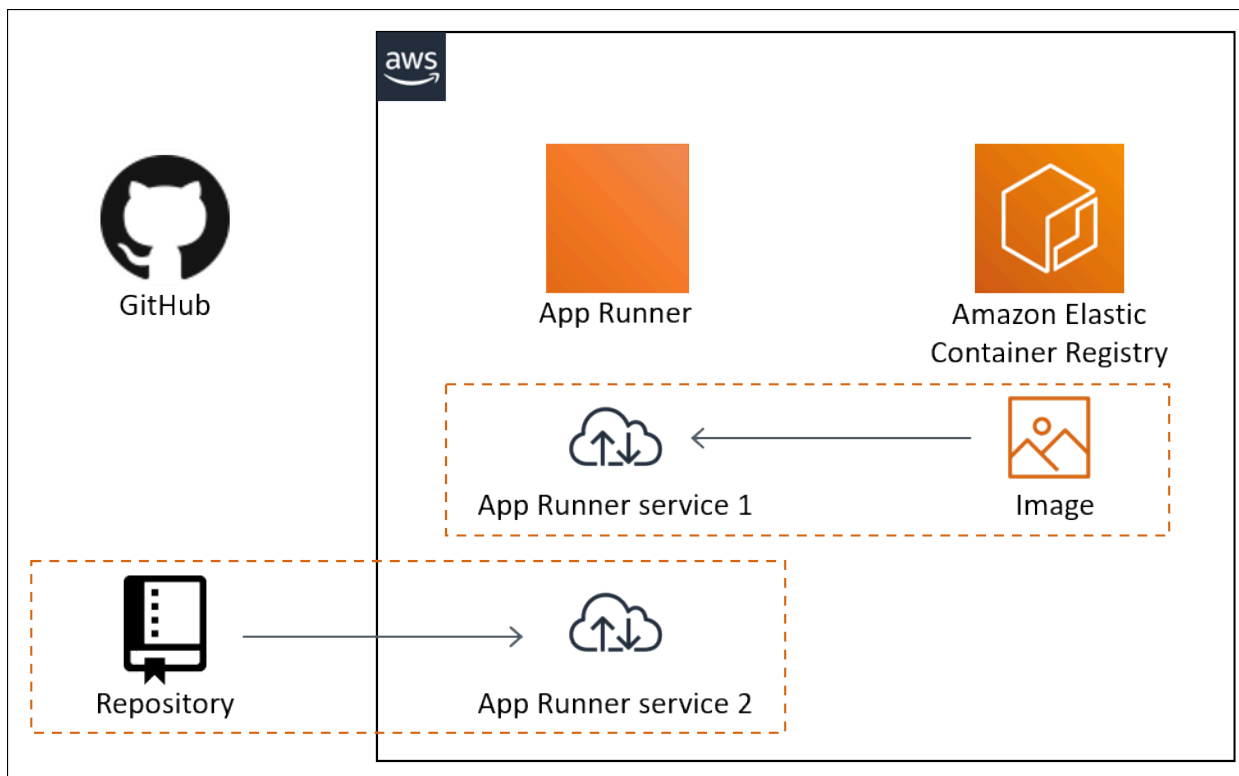 aws
GitHub
App Runner
Amazon Elastic
Container Registry
App Runner service 1
Image
Repository
App Runner service 2